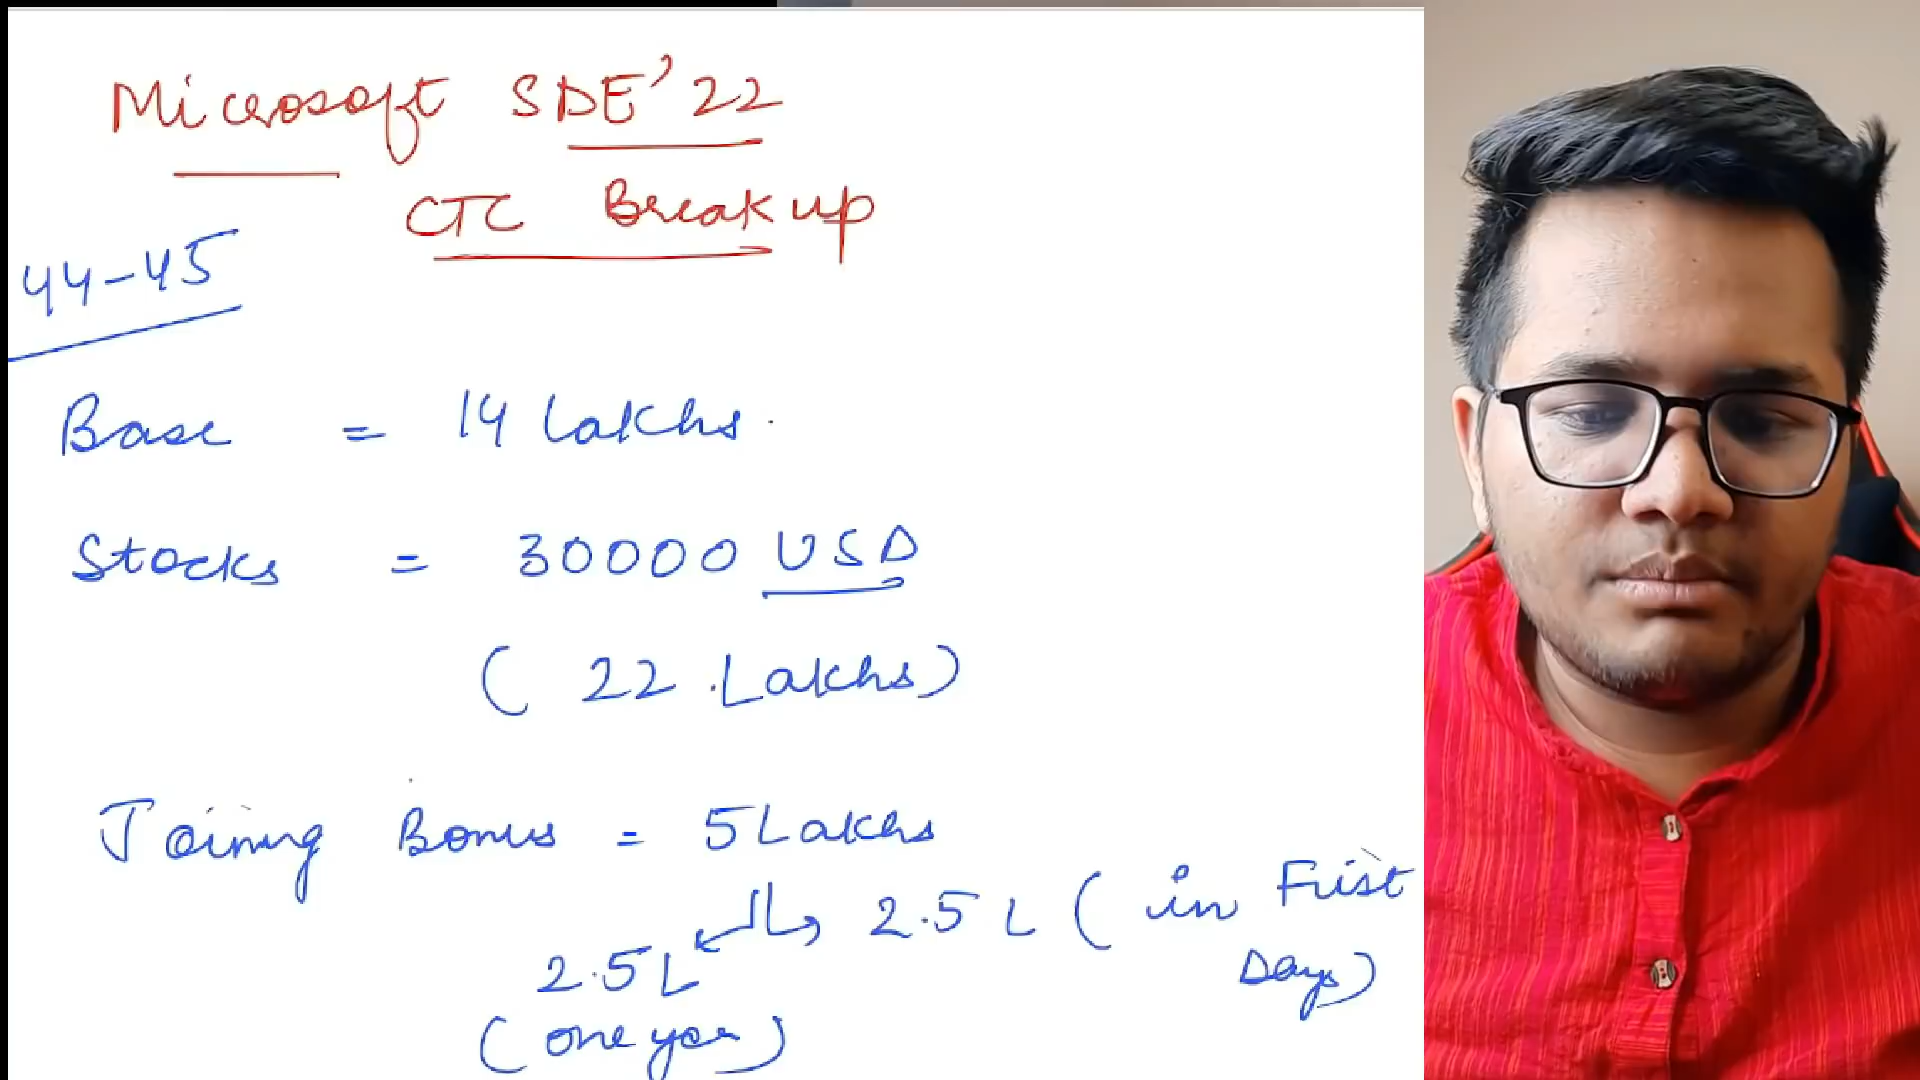 Microsoft SDE'22
CTC Breakup
44-45
Base = 14 Lakhs.
Stocks = 30000 USD
(22 Lakhs)
Joining Bonus = 5 Lakhs
2.5 L (in First
Days)
2.5 L
(one year)